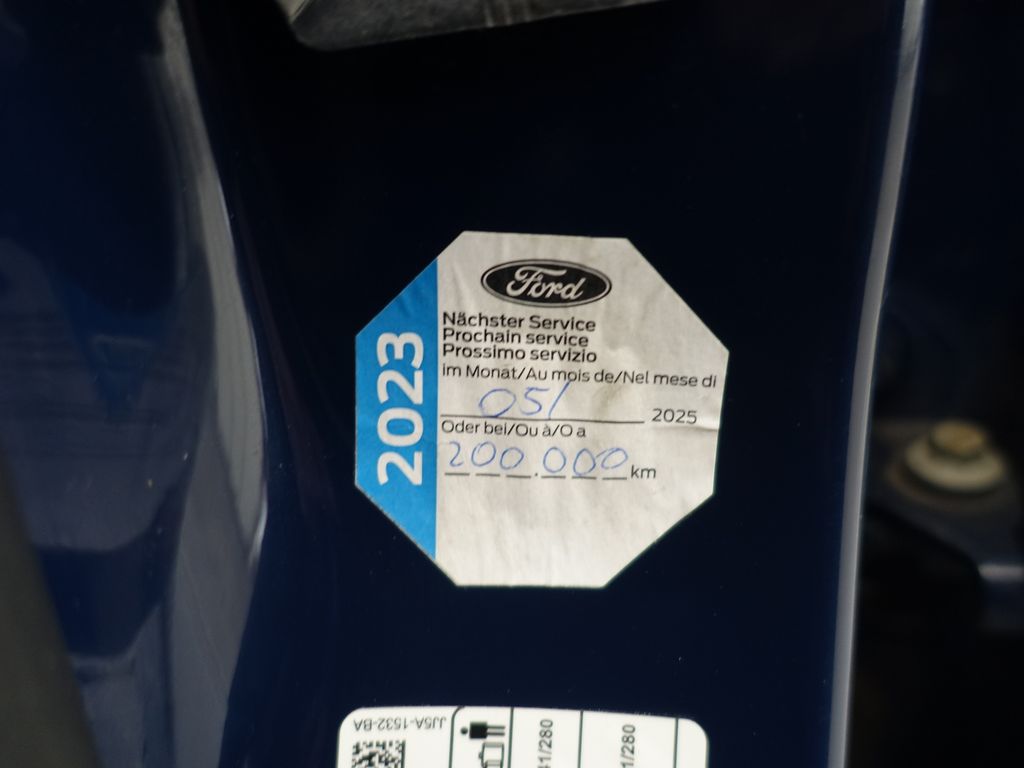 Ford
2023
Nächster Service
Prochain service
Prossimo servizio
im Monat/Au mois de/Nel mese di
05/ 2025
Oder bei/Ou à/O a
200.000 km
JJ5A-1532-BA
1/280
1/280